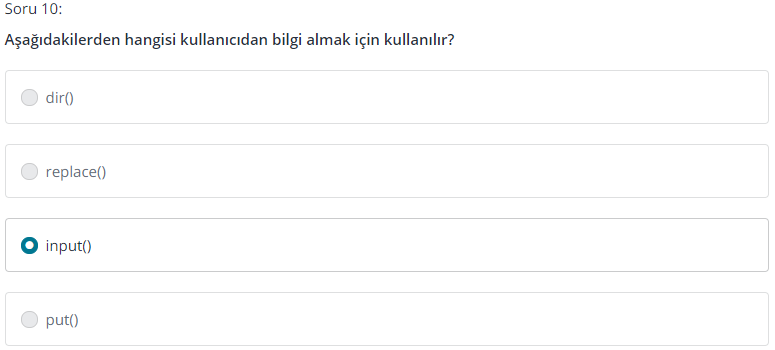 Soru 10:
Aşağıdakilerden hangisi kullanıcıdan bilgi almak için kullanılır?
dir()
replace()
input()
put()